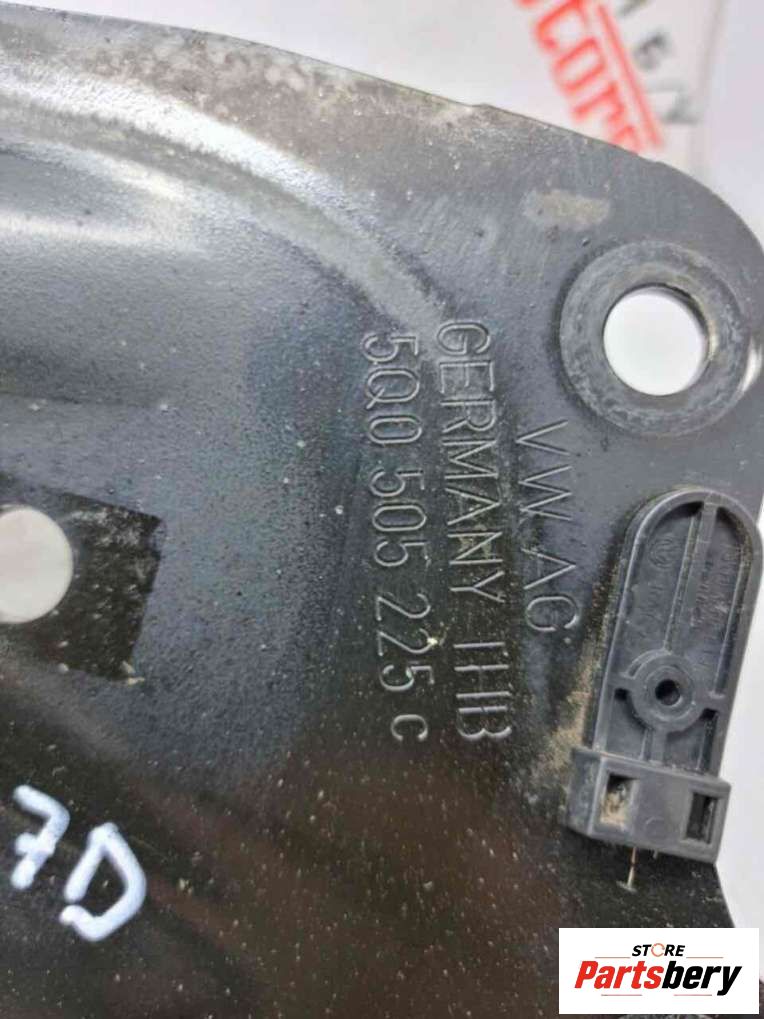 VW AG
GERMANY IHB
5Q0 505 225 C
7D
STORE
Partsbery